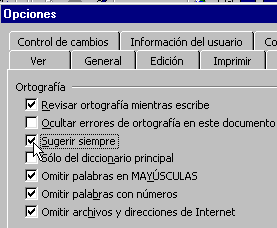 Opciones
Control de cambios Información del usuario Co
Ver General Edición Imprimir
Ortografía
Revisar ortografía mientras escribe
Ocultar errores de ortografía en este documento
Sugerir siempre
Sólo del diccionario principal
Omitir palabras en MAYÚSCULAS
Omitir palabras con números
Omitir archivos y direcciones de Internet